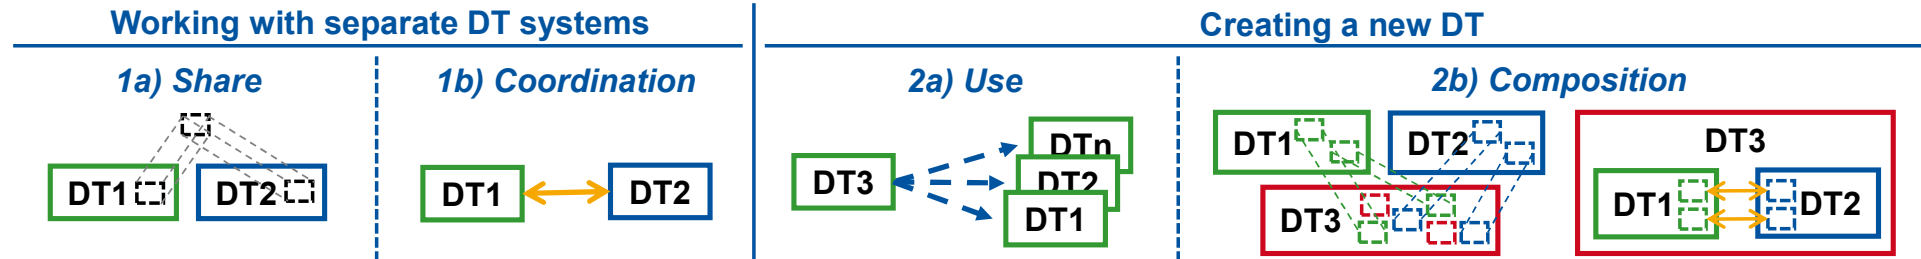 Working with separate DT systems
Creating a new DT
1a) Share
1b) Coordination
2a) Use
2b) Composition
DT1
DT2
DT1
DT2
DT3
DTn
DT2
DT1
DT1
DT2
DT3
DT3
DT1
DT2